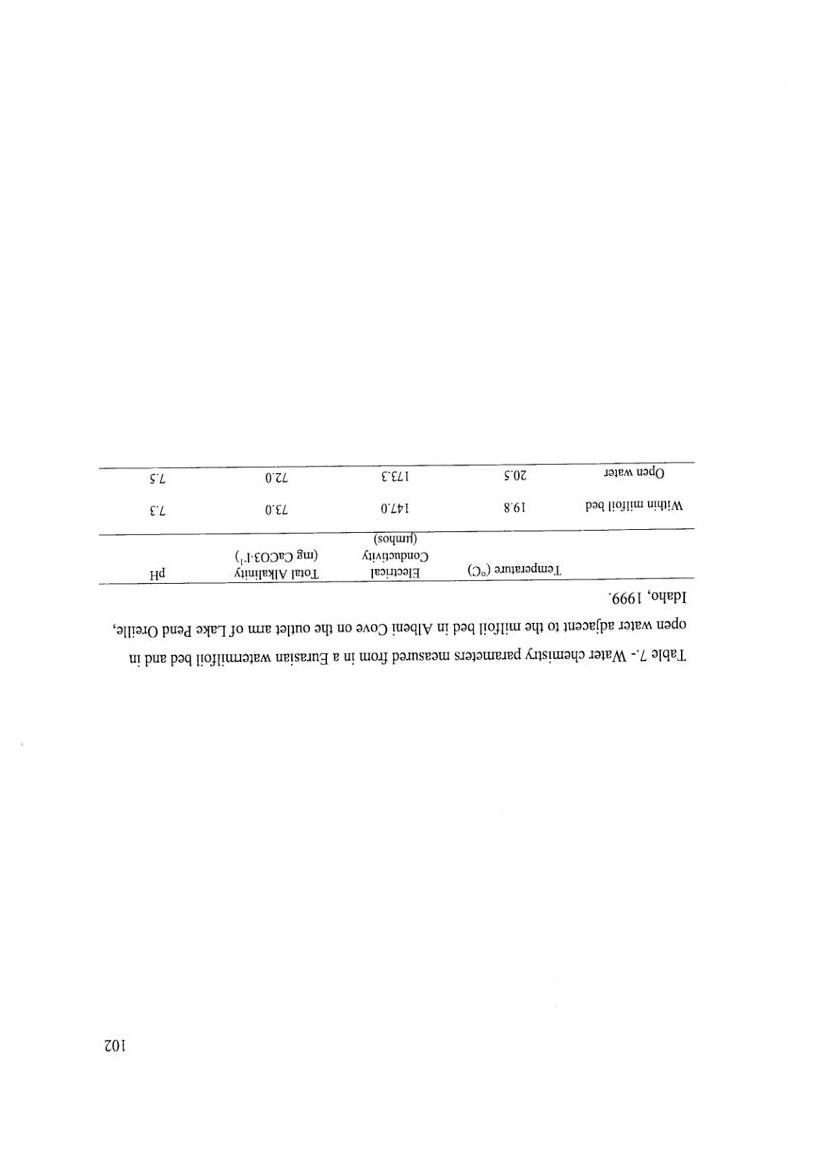 102
Table 7.- Water chemistry parameters measured from in a Eurasian watermilfoil bed and in
open water adjacent to the milfoil bed in Albeni Cove on the outlet arm of Lake Pend Oreille,
Idaho, 1999.
Temperature (°C) Electrical Total Alkalinity pH
Conductivity (mg CaCO3·l⁻¹)
(µmhos)
Within milfoil bed 19.8 147.0 73.0 7.3
Open water 20.5 173.3 72.0 7.5